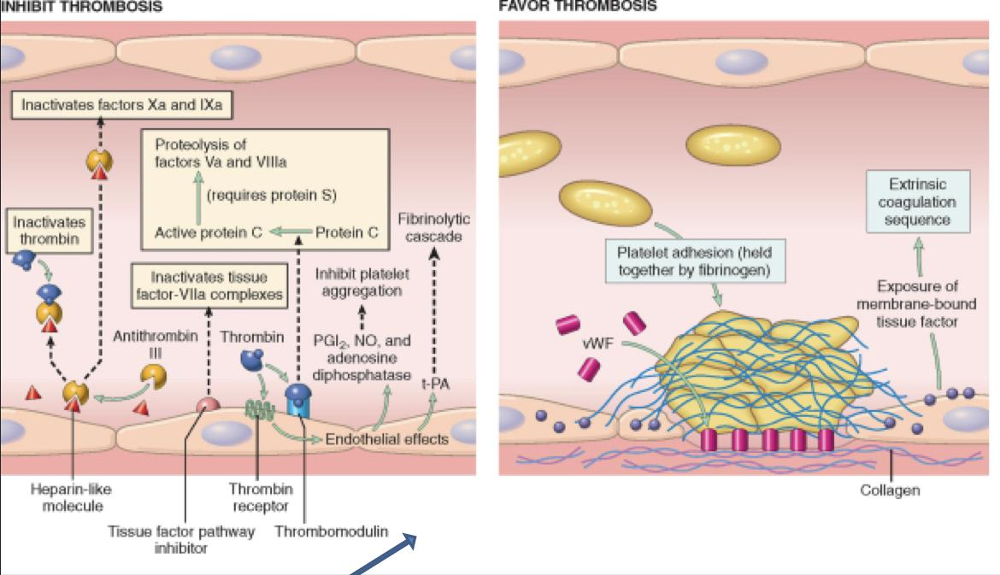 INHIBIT THROMBOSIS
Inactivates factors Xa and IXa
Proteolysis of
factors Va and VIIIa
(requires protein S)
Active protein C
Protein C
Inactivates
thrombin
Inactivates tissue
factor-VIIa complexes
Fibrinolytic
cascade
Inhibit platelet
aggregation
Antithrombin
III
Thrombin
PGI₂, NO, and
adenosine
diphosphatase
t-PA
Endothelial effects
Heparin-like
molecule
Thrombin
receptor
Tissue factor pathway
inhibitor
Thrombomodulin
FAVOR THROMBOSIS
Extrinsic
coagulation
sequence
Platelet adhesion (held
together by fibrinogen)
Exposure of
membrane-bound
tissue factor
vWF
Collagen